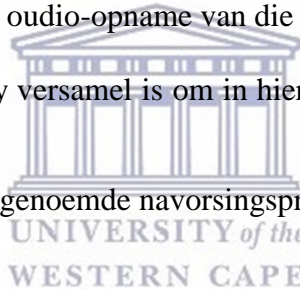 oudio-opname van die
versamel is om in hier
genoemde navorsingspr
UNIVERSITY of the
WESTERN CAPE